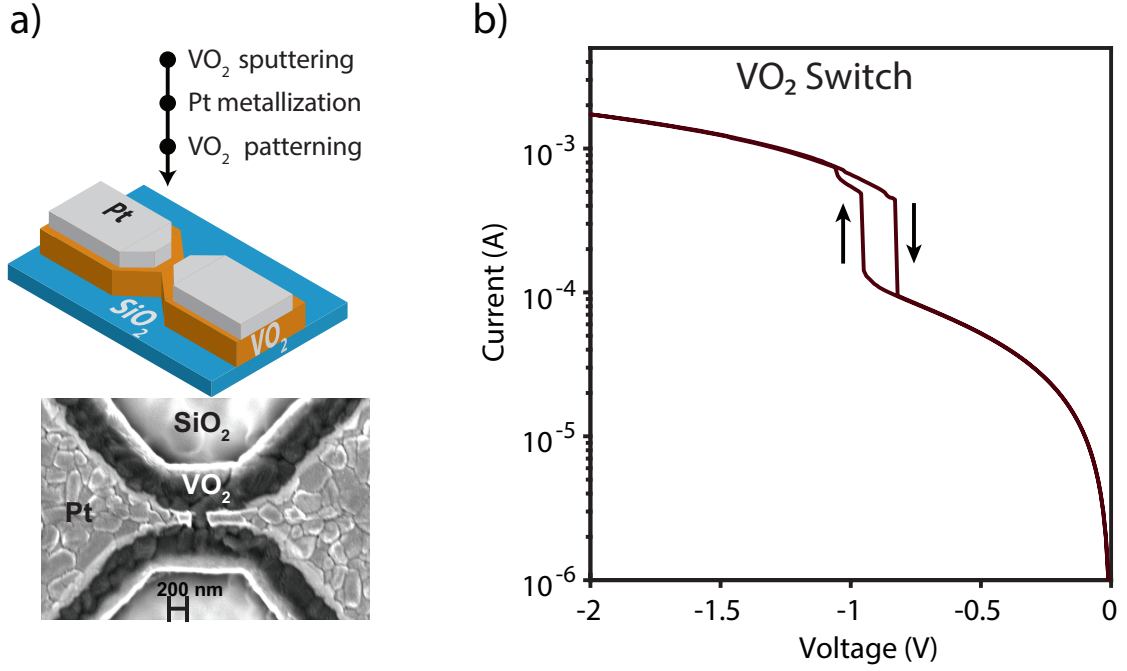 a)
VO₂ sputtering
Pt metallization
VO₂ patterning
Pt
SiO₂
VO₂
SiO₂
VO₂
Pt
200 nm
b)
VO₂ Switch
10⁻³
10⁻⁴
10⁻⁵
10⁻⁶
Current (A)
-2
-1.5
-1
-0.5
0
Voltage (V)